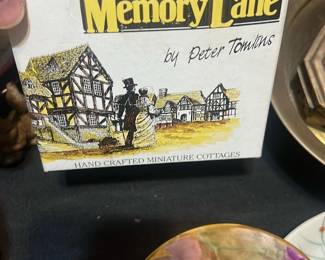 Memory Lane
by Peter Tomlins
HAND CRAFTED MINIATURE COTTAGES